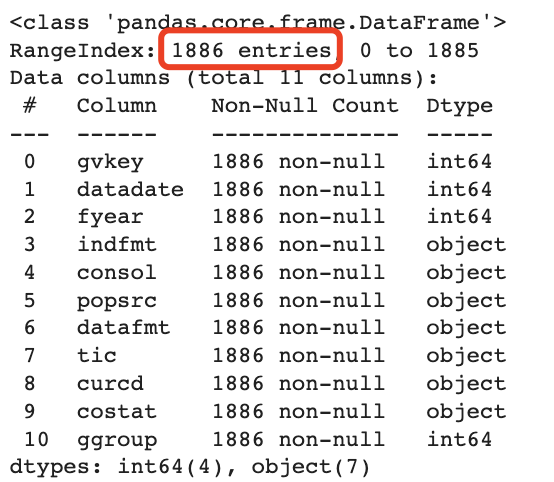 <class 'pandas.core.frame.DataFrame'>
RangeIndex: 1886 entries 0 to 1885
Data columns (total 11 columns):
 #   Column    Non-Null Count  Dtype
---  ------    --------------  -----
 0   gvkey     1886 non-null   int64
 1   datadate  1886 non-null   int64
 2   fyear     1886 non-null   int64
 3   indfmt    1886 non-null   object
 4   consol    1886 non-null   object
 5   popsrc    1886 non-null   object
 6   datafmt   1886 non-null   object
 7   tic       1886 non-null   object
 8   curcd     1886 non-null   object
 9   costat    1886 non-null   object
 10  ggroup    1886 non-null   int64
dtypes: int64(4), object(7)